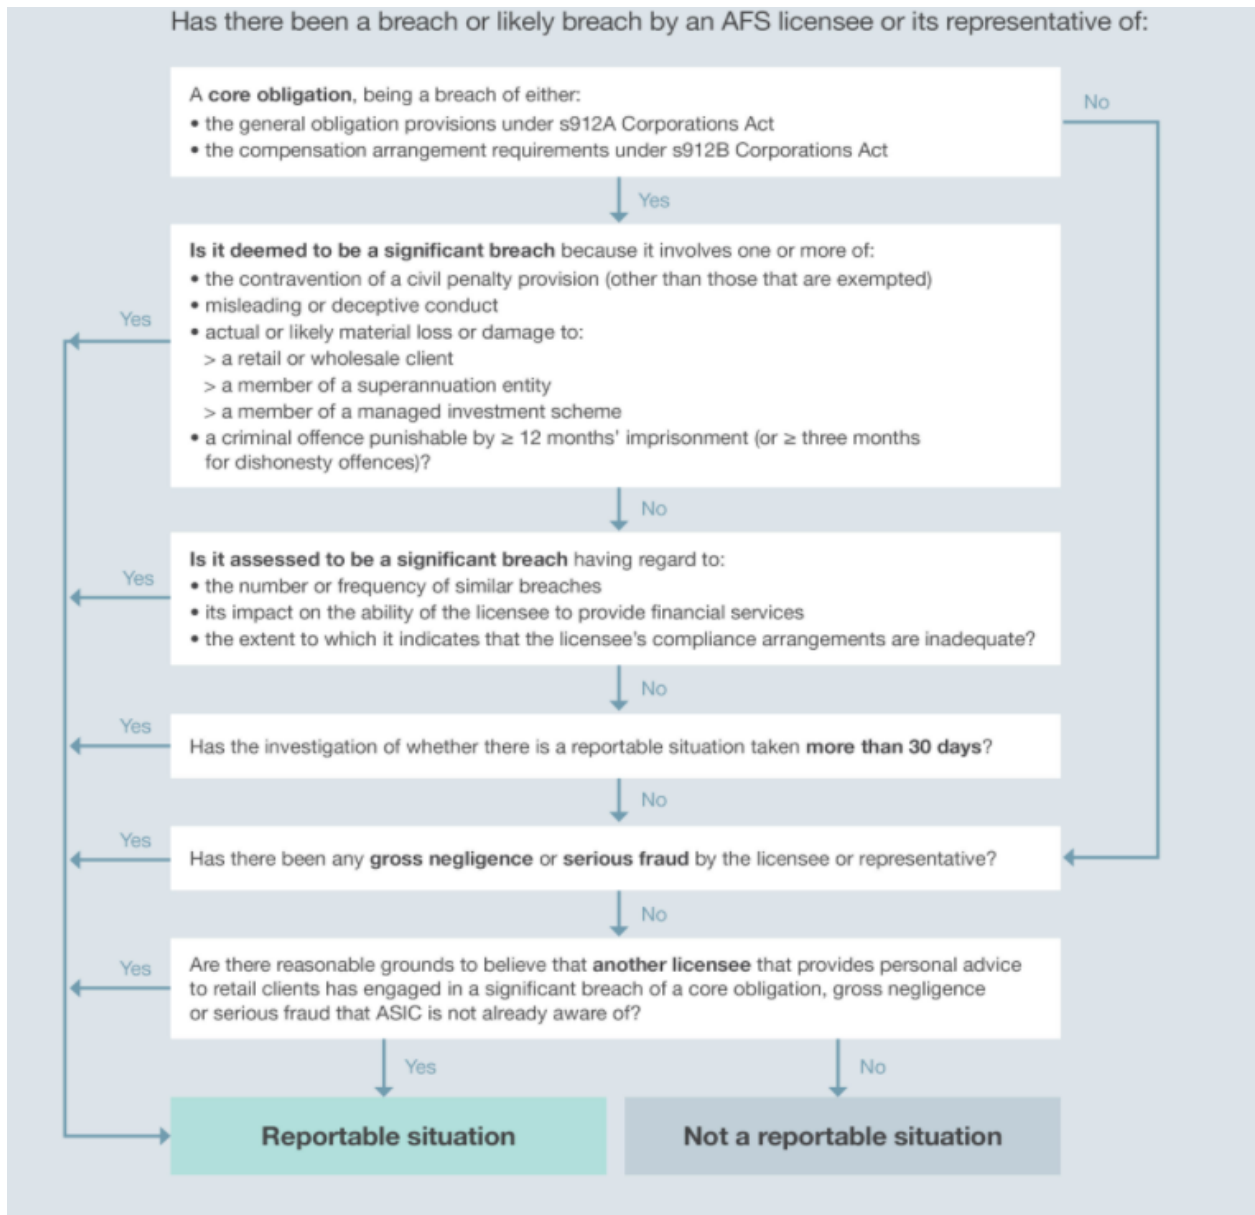 Has there been a breach or likely breach by an AFS licensee or its representative of:
A core obligation, being a breach of either:
• the general obligation provisions under s912A Corporations Act
• the compensation arrangement requirements under s912B Corporations Act
No
Yes
Is it deemed to be a significant breach because it involves one or more of:
• the contravention of a civil penalty provision (other than those that are exempted)
• misleading or deceptive conduct
• actual or likely material loss or damage to:
> a retail or wholesale client
> a member of a superannuation entity
> a member of a managed investment scheme
• a criminal offence punishable by ≥ 12 months' imprisonment (or ≥ three months
for dishonesty offences)?
Yes
No
Is it assessed to be a significant breach having regard to:
• the number or frequency of similar breaches
• its impact on the ability of the licensee to provide financial services
• the extent to which it indicates that the licensee's compliance arrangements are inadequate?
Yes
No
Has the investigation of whether there is a reportable situation taken more than 30 days?
Yes
No
Has there been any gross negligence or serious fraud by the licensee or representative?
Yes
No
Are there reasonable grounds to believe that another licensee that provides personal advice
to retail clients has engaged in a significant breach of a core obligation, gross negligence
or serious fraud that ASIC is not already aware of?
Yes
Yes
No
Reportable situation
Not a reportable situation